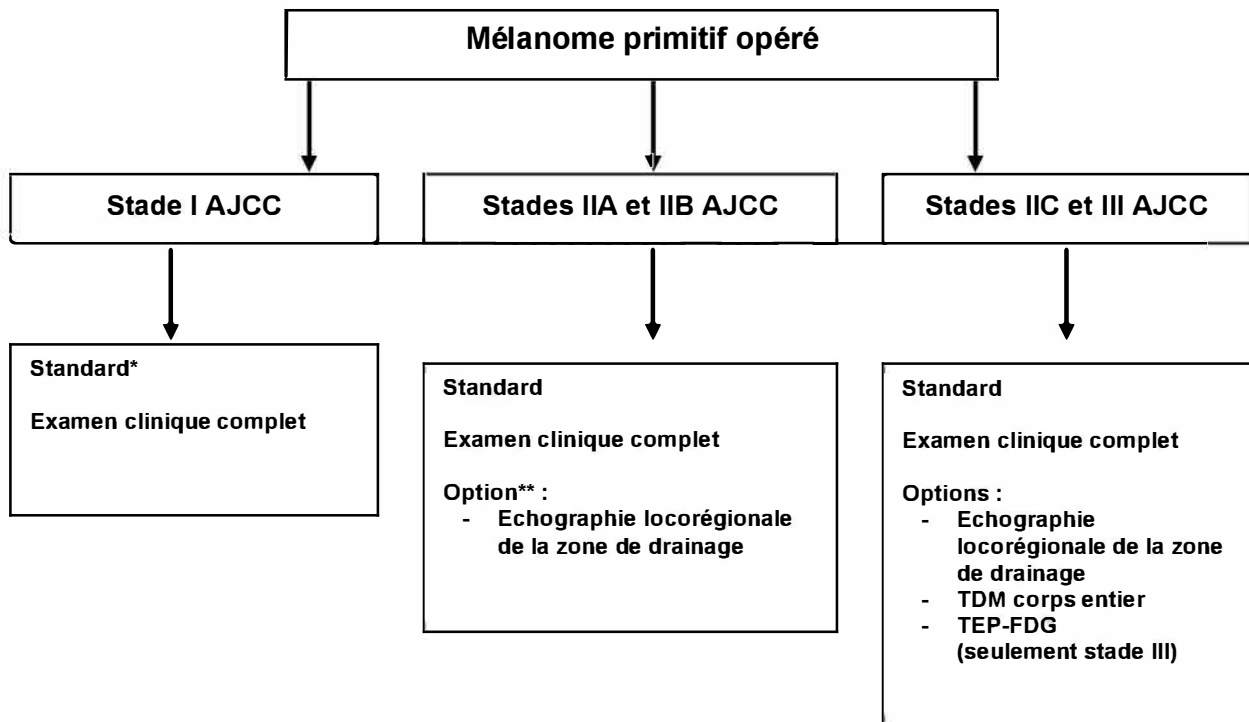 Mélanome primitif opéré
Stade I AJCC
Stades IIA et IIB AJCC
Stades IIC et III AJCC
Standard*
Examen clinique complet
Standard
Examen clinique complet
Option** :
- Echographie locorégionale
de la zone de drainage
Standard
Examen clinique complet
Options :
- Echographie
locorégionale de la zone
de drainage
- TDM corps entier
- TEP-FDG
(seulement stade III)